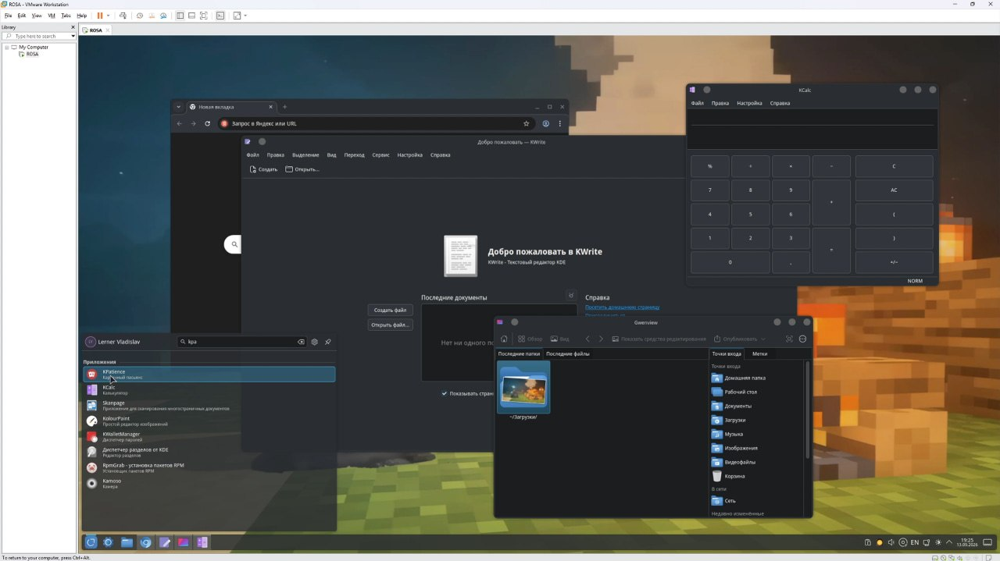 ROSA - VMware Workstation
File Edit View VM Tabs Help
Library
Type here to search
My Computer
ROSA
ROSA
Новая вкладка
Запрос в Яндекс или URL
Добро пожаловать — KWrite
Файл Правка Выделение Вид Переход Сервис Настройка Справка
Создать Открыть...
Добро пожаловать в KWrite
KWrite - Текстовый редактор KDE
Последние документы
Справка
Создать файл
Посетить домашнюю страницу
Открыть файл...
Нет ни одного по
Показывать стран
KCalc
Файл Правка Настройка Справка
% ÷ × − C
7 8 9 + AC
4 5 6 (
1 2 3 = )
0 . +/−
NORM
Gwenview
Обзор Вид Показать средства редактирования Опубликовать
Последние папки Последние файлы
Точки входа Метки
~/Загрузки/
Точки входа
Домашняя папка
Рабочий стол
Документы
Загрузки
Музыка
Изображения
Видеофайлы
Корзина
В сети
Сеть
Недавно изменённые
LV Lerner Vladislav
kpa
Приложения
KPatience
Карточный пасьянс
KCalc
Калькулятор
Skanpage
Приложение для сканирования многостраничных документов
KolourPaint
Простой редактор изображений
KWalletManager
Диспетчер паролей
Диспетчер разделов от KDE
Редактор разделов
RpmGrab - установка пакетов RPM
Установщик пакетов RPM
Kamoso
Камера
EN
19:25
13.09.2026
To return to your computer, press Ctrl+Alt.